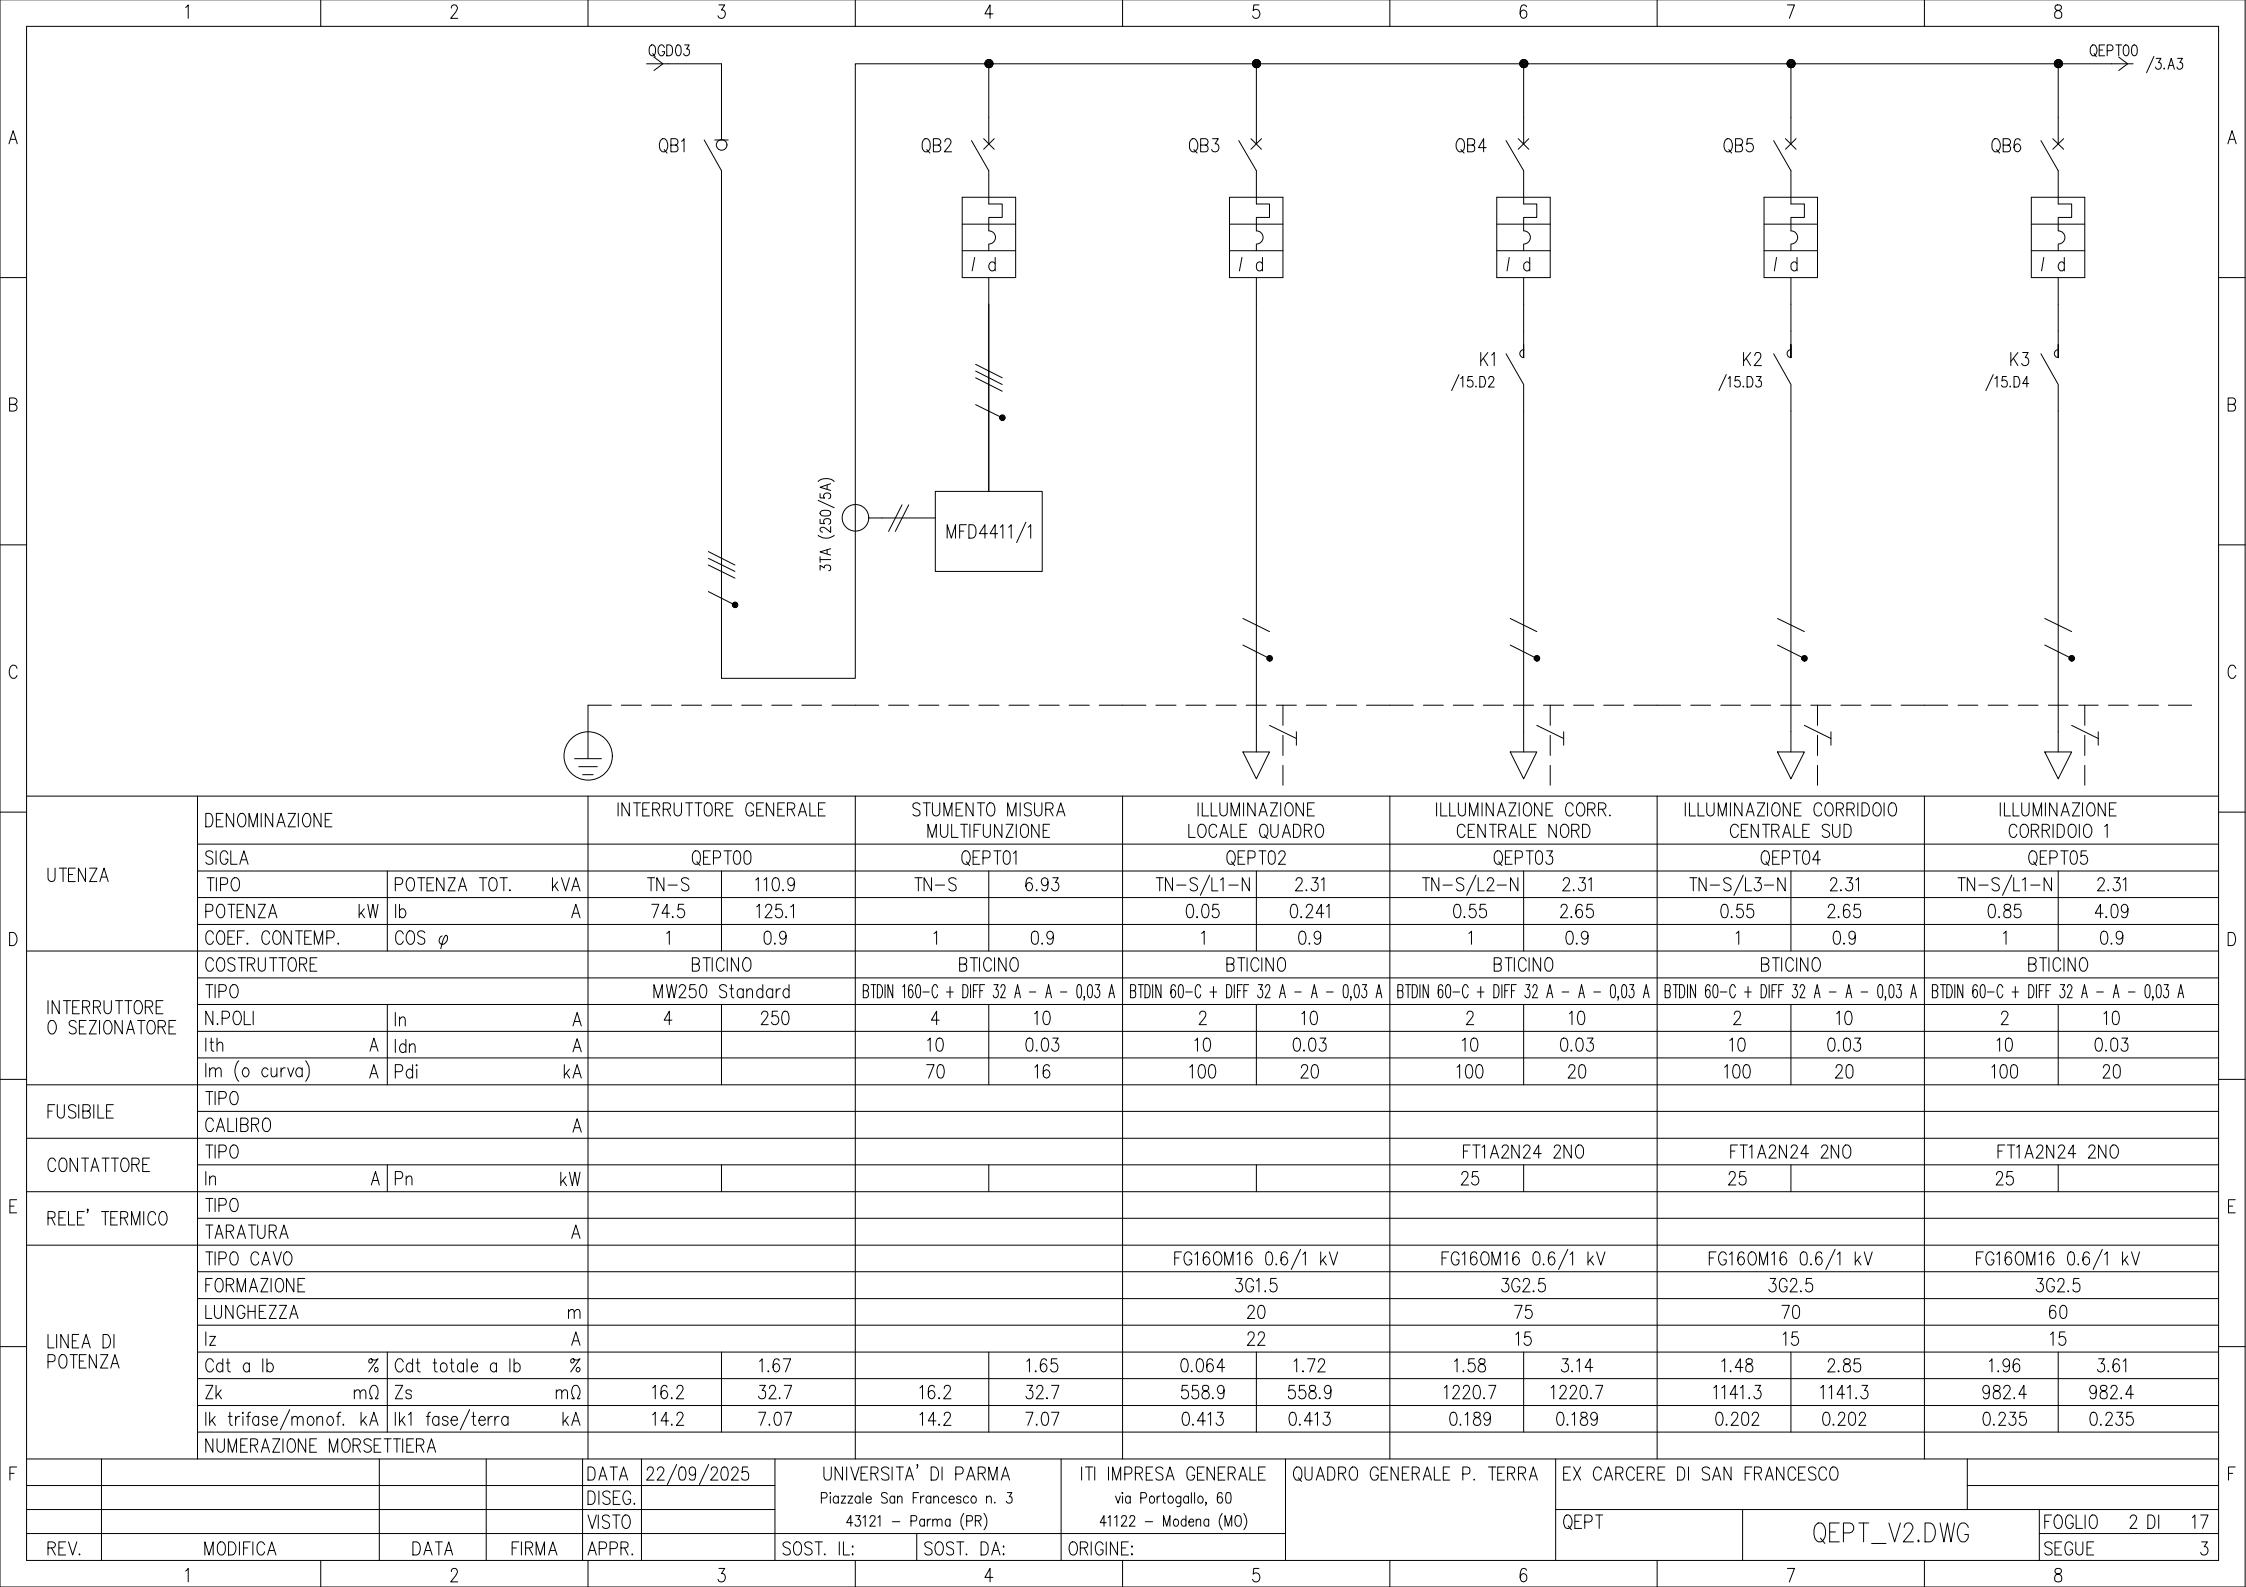 1 2 3 4 5 6 7 8
QGD03
QEPT00
/3.A3
A A
QB1 QB2 QB3 QB4 QB5 QB6
I d I d I d I d I d
K1 K2 K3
/15.D2 /15.D3 /15.D4
B B
3TA (250/5A)
MFD4411/1
C C
UTENZA
DENOMINAZIONE INTERRUTTORE GENERALE STUMENTO MISURA ILLUMINAZIONE ILLUMINAZIONE CORR. ILLUMINAZIONE CORRIDOIO ILLUMINAZIONE
MULTIFUNZIONE LOCALE QUADRO CENTRALE NORD CENTRALE SUD CORRIDOIO 1
SIGLA QEPT00 QEPT01 QEPT02 QEPT03 QEPT04 QEPT05
TIPO POTENZA TOT. kVA TN-S 110.9 TN-S 6.93 TN-S/L1-N 2.31 TN-S/L2-N 2.31 TN-S/L3-N 2.31 TN-S/L1-N 2.31
POTENZA kW Ib A 74.5 125.1 0.05 0.241 0.55 2.65 0.55 2.65 0.85 4.09
D COEF. CONTEMP. COS φ 1 0.9 1 0.9 1 0.9 1 0.9 1 0.9 1 0.9 D
INTERRUTTORE
O SEZIONATORE
COSTRUTTORE BTICINO BTICINO BTICINO BTICINO BTICINO BTICINO
TIPO MW250 Standard BTDIN 160-C + DIFF 32 A - A - 0,03 A BTDIN 60-C + DIFF 32 A - A - 0,03 A BTDIN 60-C + DIFF 32 A - A - 0,03 A BTDIN 60-C + DIFF 32 A - A - 0,03 A BTDIN 60-C + DIFF 32 A - A - 0,03 A
N.POLI In A 4 250 4 10 2 10 2 10 2 10 2 10
Ith A Idn A 10 0.03 10 0.03 10 0.03 10 0.03 10 0.03
Im (o curva) A Pdi kA 70 16 100 20 100 20 100 20 100 20
FUSIBILE
TIPO
CALIBRO A
CONTATTORE
TIPO FT1A2N24 2NO FT1A2N24 2NO FT1A2N24 2NO
In A Pn kW 25 25 25
E E
RELE' TERMICO
TIPO
TARATURA A
LINEA DI
POTENZA
TIPO CAVO FG16OM16 0.6/1 kV FG16OM16 0.6/1 kV FG16OM16 0.6/1 kV FG16OM16 0.6/1 kV
FORMAZIONE 3G1.5 3G2.5 3G2.5 3G2.5
LUNGHEZZA m 20 75 70 60
Iz A 22 15 15 15
Cdt a Ib % Cdt totale a Ib % 1.67 1.65 0.064 1.72 1.58 3.14 1.48 2.85 1.96 3.61
Zk mΩ Zs mΩ 16.2 32.7 16.2 32.7 558.9 558.9 1220.7 1220.7 1141.3 1141.3 982.4 982.4
Ik trifase/monof. kA Ik1 fase/terra kA 14.2 7.07 14.2 7.07 0.413 0.413 0.189 0.189 0.202 0.202 0.235 0.235
NUMERAZIONE MORSETTIERA
F F
DATA 22/09/2025
DISEG.
VISTO
REV. MODIFICA DATA FIRMA APPR.
UNIVERSITA' DI PARMA
Piazzale San Francesco n. 3
43121 - Parma (PR)
SOST. IL: SOST. DA:
ITI IMPRESA GENERALE
via Portogallo, 60
41122 - Modena (MO)
ORIGINE:
QUADRO GENERALE P. TERRA
EX CARCERE DI SAN FRANCESCO
QEPT
QEPT_V2.DWG
FOGLIO 2 DI 17
SEGUE 3
1 2 3 4 5 6 7 8